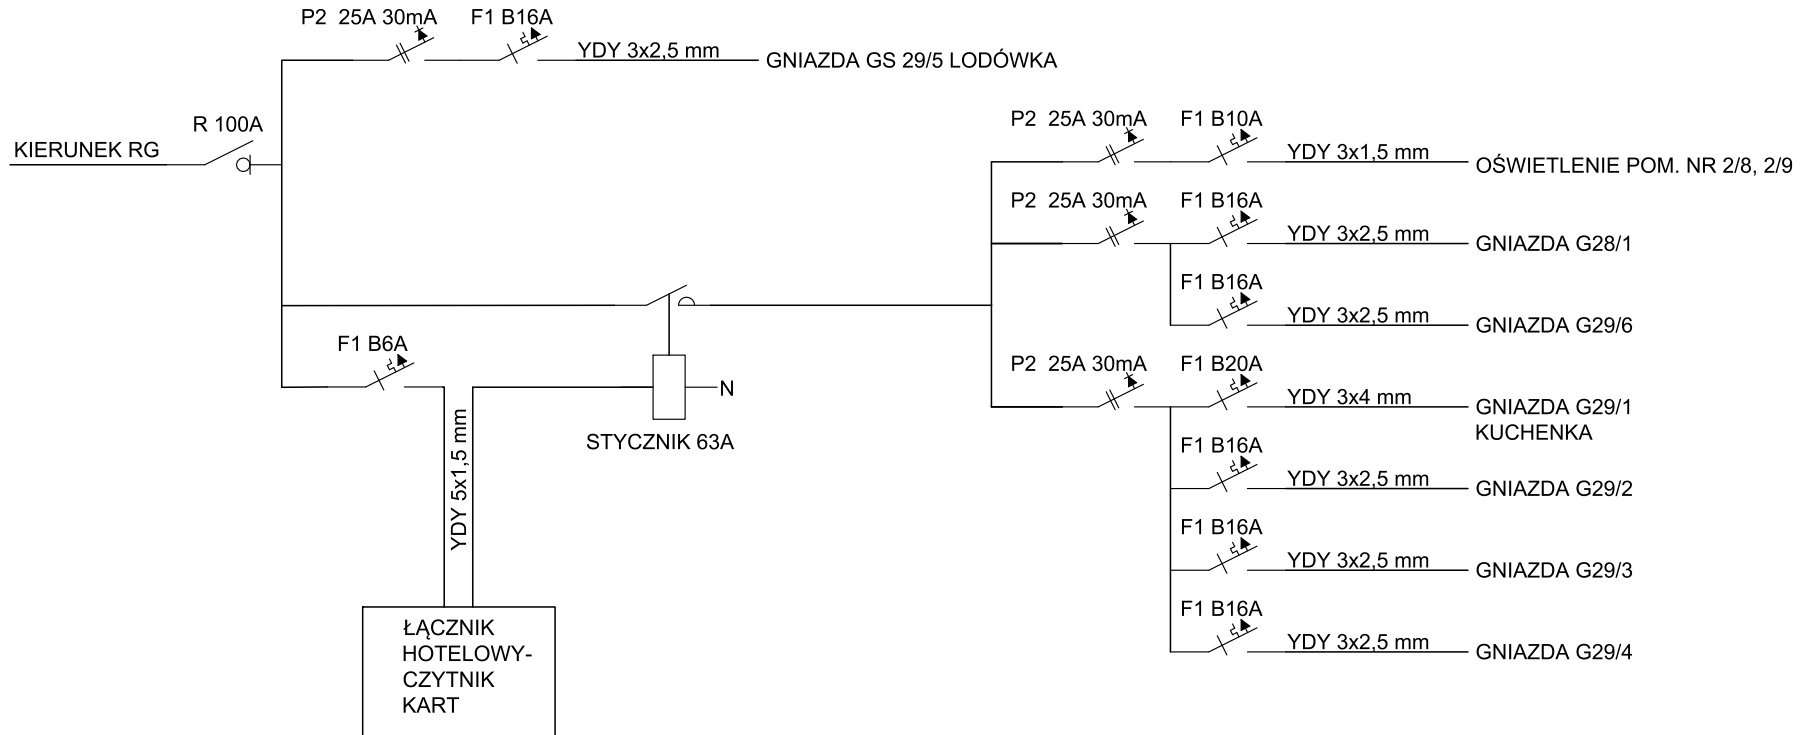 P2 25A 30mA F1 B16A
YDY 3x2,5 mm GNIAZDA GS 29/5 LODÓWKA
R 100A
KIERUNEK RG
P2 25A 30mA F1 B10A
YDY 3x1,5 mm OŚWIETLENIE POM. NR 2/8, 2/9
P2 25A 30mA F1 B16A
YDY 3x2,5 mm GNIAZDA G28/1
F1 B16A
YDY 3x2,5 mm GNIAZDA G29/6
F1 B6A
N
STYCZNIK 63A
YDY 5x1,5 mm
P2 25A 30mA F1 B20A
YDY 3x4 mm GNIAZDA G29/1
KUCHENKA
F1 B16A
YDY 3x2,5 mm GNIAZDA G29/2
F1 B16A
YDY 3x2,5 mm GNIAZDA G29/3
F1 B16A
YDY 3x2,5 mm GNIAZDA G29/4
ŁĄCZNIK
HOTELOWY-
CZYTNIK
KART